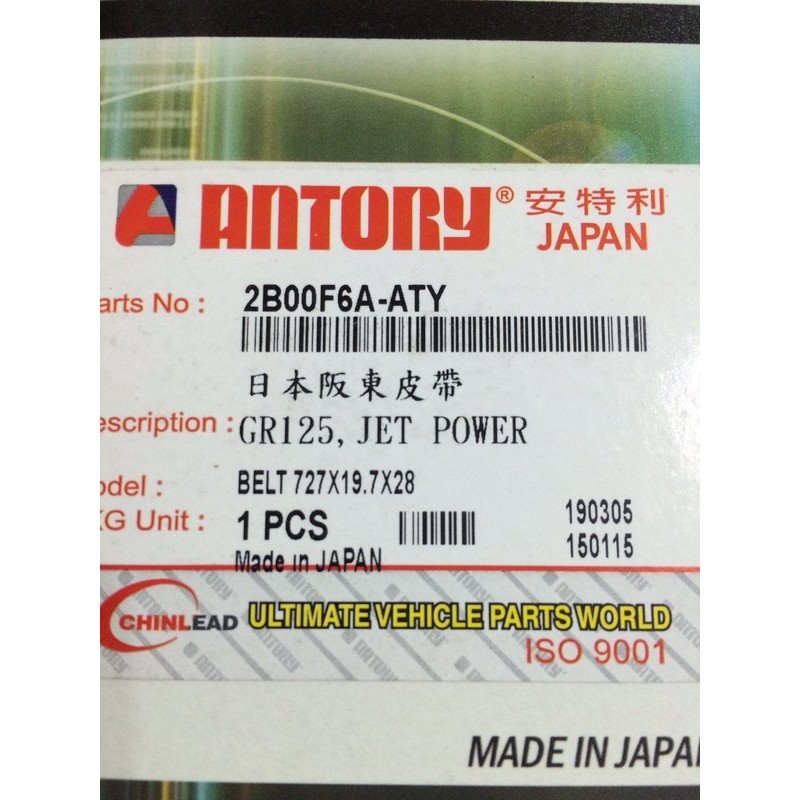 ANTORY® 安特利
JAPAN
arts No : 2B00F6A-ATY
日本阪東皮帶
escription : GR125, JET POWER
odel : BELT 727X19.7X28
KG Unit : 1 PCS
190305
150115
Made in JAPAN
CHINLEAD ULTIMATE VEHICLE PARTS WORLD
ISO 9001
MADE IN JAPA